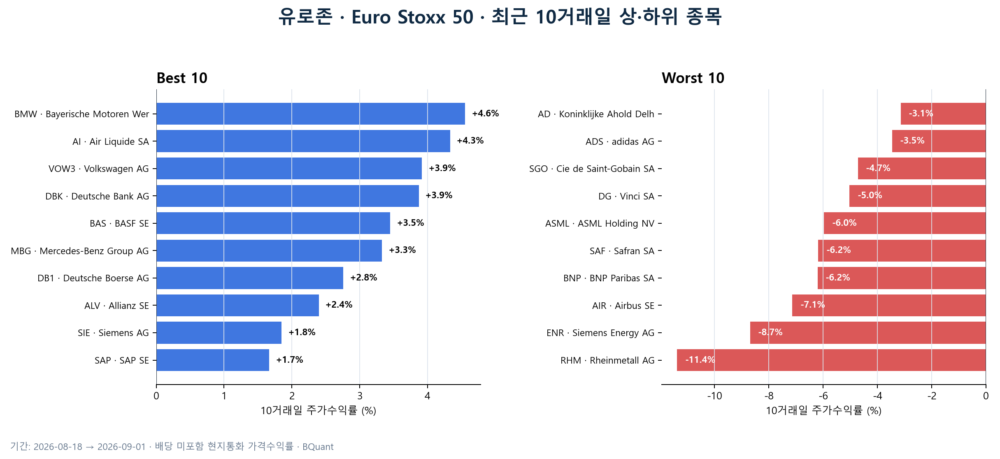 유로존 · Euro Stoxx 50 · 최근 10거래일 상·하위 종목
Best 10
BMW · Bayerische Motoren Wer +4.6%
AI · Air Liquide SA +4.3%
VOW3 · Volkswagen AG +3.9%
DBK · Deutsche Bank AG +3.9%
BAS · BASF SE +3.5%
MBG · Mercedes-Benz Group AG +3.3%
DB1 · Deutsche Boerse AG +2.8%
ALV · Allianz SE +2.4%
SIE · Siemens AG +1.8%
SAP · SAP SE +1.7%
0 1 2 3 4
10거래일 주가수익률 (%)
Worst 10
AD · Koninklijke Ahold Delh -3.1%
ADS · adidas AG -3.5%
SGO · Cie de Saint-Gobain SA -4.7%
DG · Vinci SA -5.0%
ASML · ASML Holding NV -6.0%
SAF · Safran SA -6.2%
BNP · BNP Paribas SA -6.2%
AIR · Airbus SE -7.1%
ENR · Siemens Energy AG -8.7%
RHM · Rheinmetall AG -11.4%
-10 -8 -6 -4 -2 0
10거래일 주가수익률 (%)
기간: 2026-08-18 → 2026-09-01 · 배당 미포함 현지통화 가격수익률 · BQuant